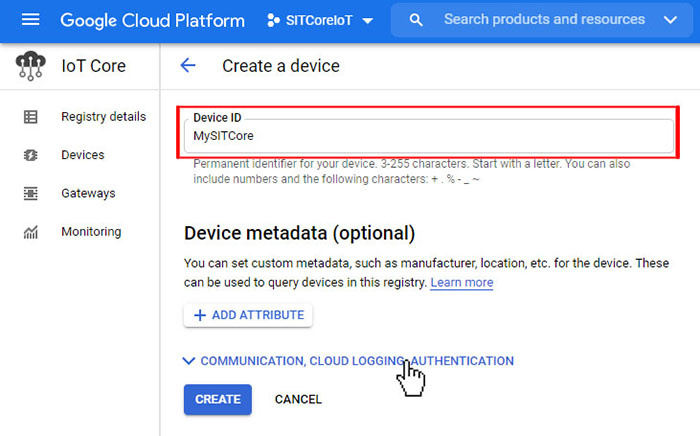 Google Cloud Platform
SITCoreIoT
Search products and resources
IoT Core
Create a device
Registry details
Devices
Gateways
Monitoring
Device ID
MySITCore
Permanent identifier for your device. 3-255 characters. Start with a letter. You can also
include numbers and the following characters: + . % - _ ~
Device metadata (optional)
You can set custom metadata, such as manufacturer, location, etc. for the device. These
can be used to query devices in this registry. Learn more
+ ADD ATTRIBUTE
COMMUNICATION, CLOUD LOGGING, AUTHENTICATION
CREATE
CANCEL